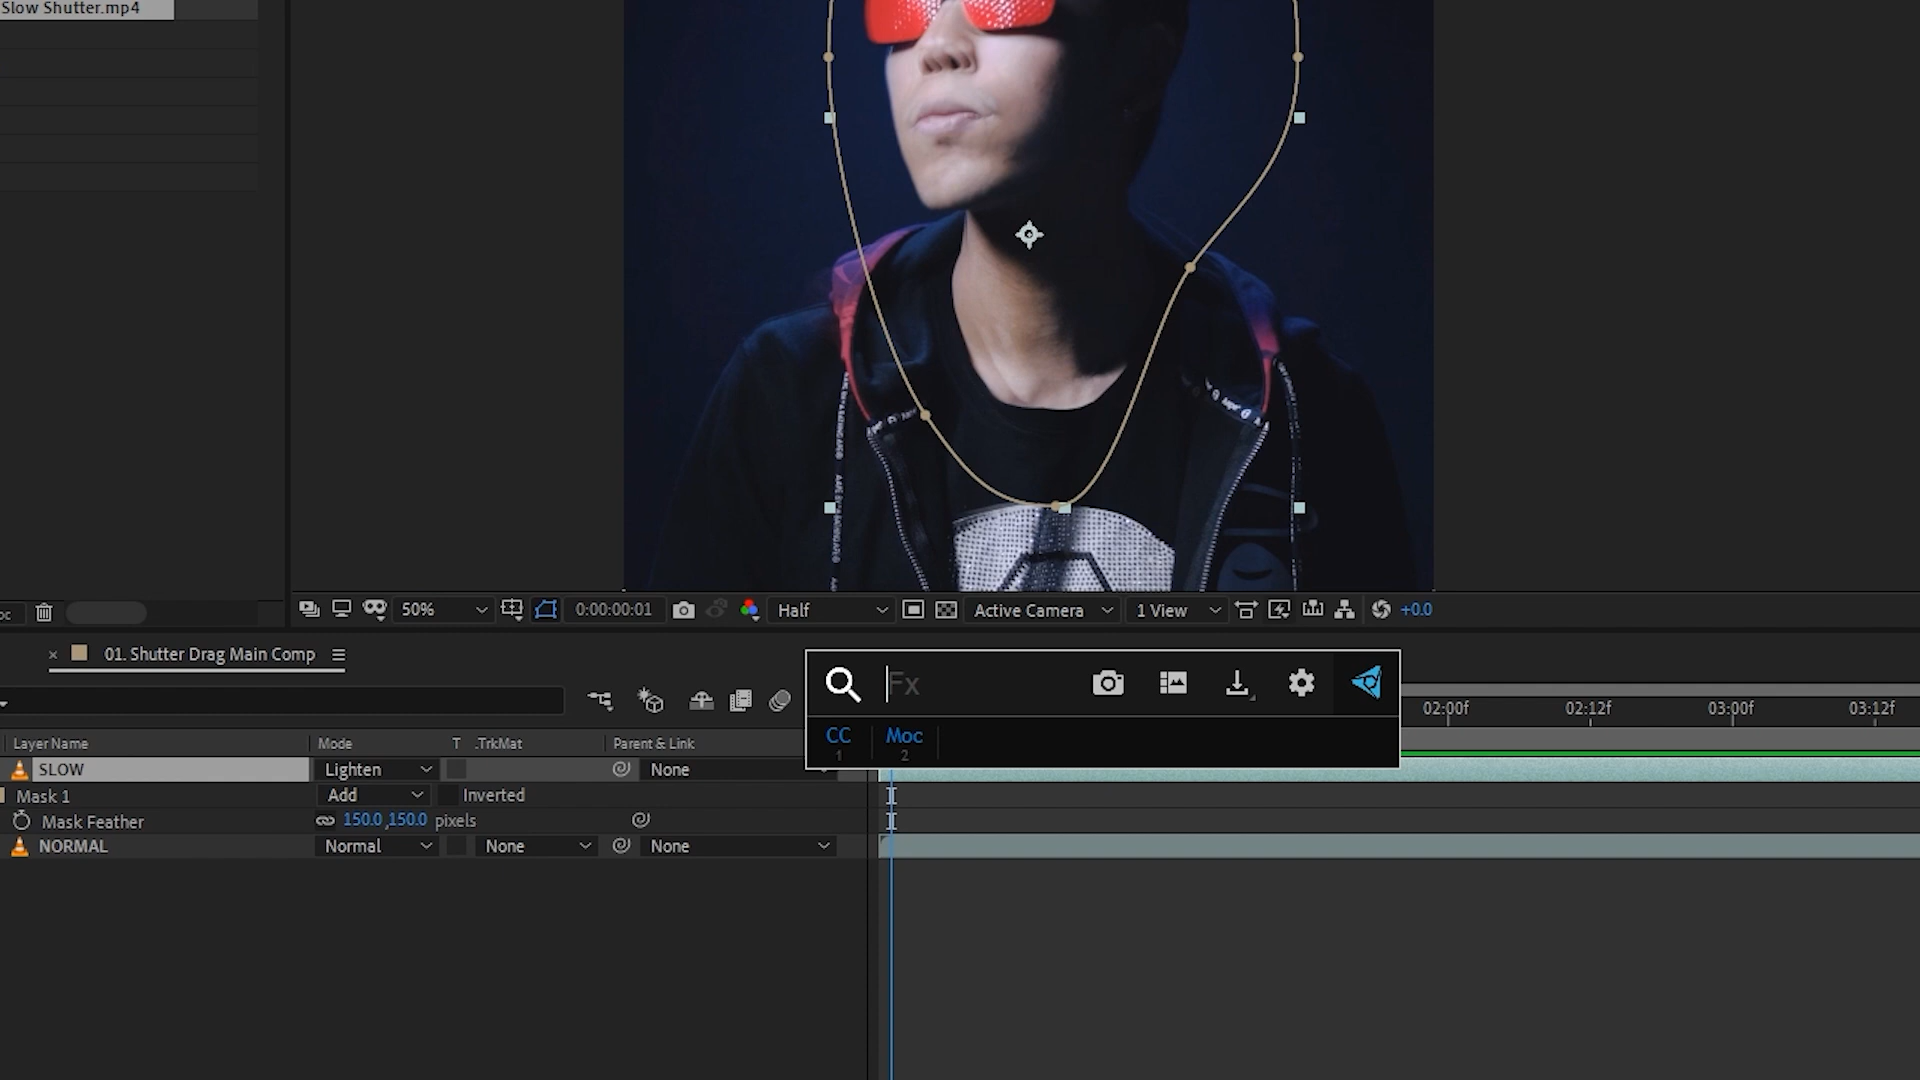 Slow Shutter.mp4
50%
0:00:00:01
Half
Active Camera
1 View
+0.0
01. Shutter Drag Main Comp
Fx
CC
1
Moc
2
02:00f
02:12f
03:00f
03:12f
Layer Name
Mode
T
.TrkMat
Parent & Link
SLOW
Lighten
None
Mask 1
Add
Inverted
Mask Feather
150.0,150.0 pixels
NORMAL
Normal
None
None